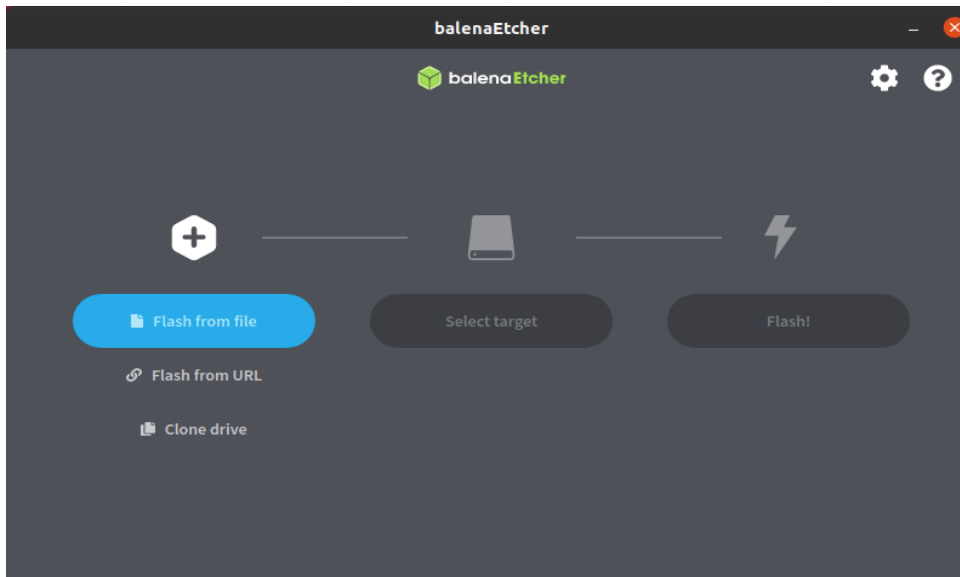 balenaEtcher
balenaEtcher
Flash from file
Select target
Flash!
Flash from URL
Clone drive